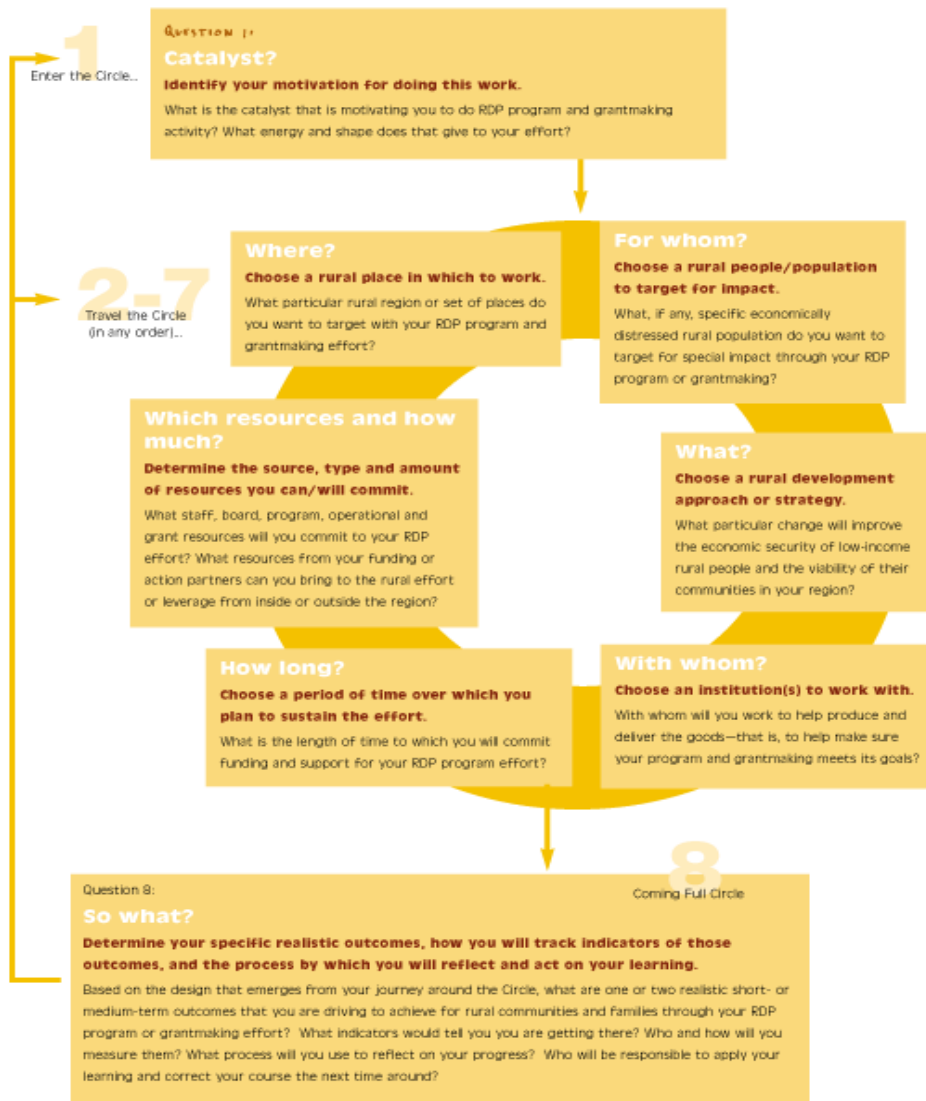 1
Enter the Circle...
QUESTION 1:
Catalyst?
Identify your motivation for doing this work.
What is the catalyst that is motivating you to do RDP program and grantmaking
activity? What energy and shape does that give to your effort?
2-7
Travel the Circle
(in any order)...
Where?
Choose a rural place in which to work.
What particular rural region or set of places do
you want to target with your RDP program and
grantmaking effort?
For whom?
Choose a rural people/population
to target for impact.
What, if any, specific economically
distressed rural population do you want to
target for special impact through your RDP
program or grantmaking?
Which resources and how
much?
Determine the source, type and amount
of resources you can/will commit.
What staff, board, program, operational and
grant resources will you commit to your RDP
effort? What resources from your funding or
action partners can you bring to the rural effort
or leverage from inside or outside the region?
What?
Choose a rural development
approach or strategy.
What particular change will improve
the economic security of low-income
rural people and the viability of their
communities in your region?
How long?
Choose a period of time over which you
plan to sustain the effort.
What is the length of time to which you will commit
funding and support for your RDP program effort?
With whom?
Choose an institution(s) to work with.
With whom will you work to help produce and
deliver the goods—that is, to help make sure
your program and grantmaking meets its goals?
8
Coming Full Circle
Question 8:
So what?
Determine your specific realistic outcomes, how you will track indicators of those
outcomes, and the process by which you will reflect and act on your learning.
Based on the design that emerges from your journey around the Circle, what are one or two realistic short- or
medium-term outcomes that you are driving to achieve for rural communities and families through your RDP
program or grantmaking effort? What indicators would tell you you are getting there? Who and how will you
measure them? What process will you use to reflect on your progress? Who will be responsible to apply your
learning and correct your course the next time around?